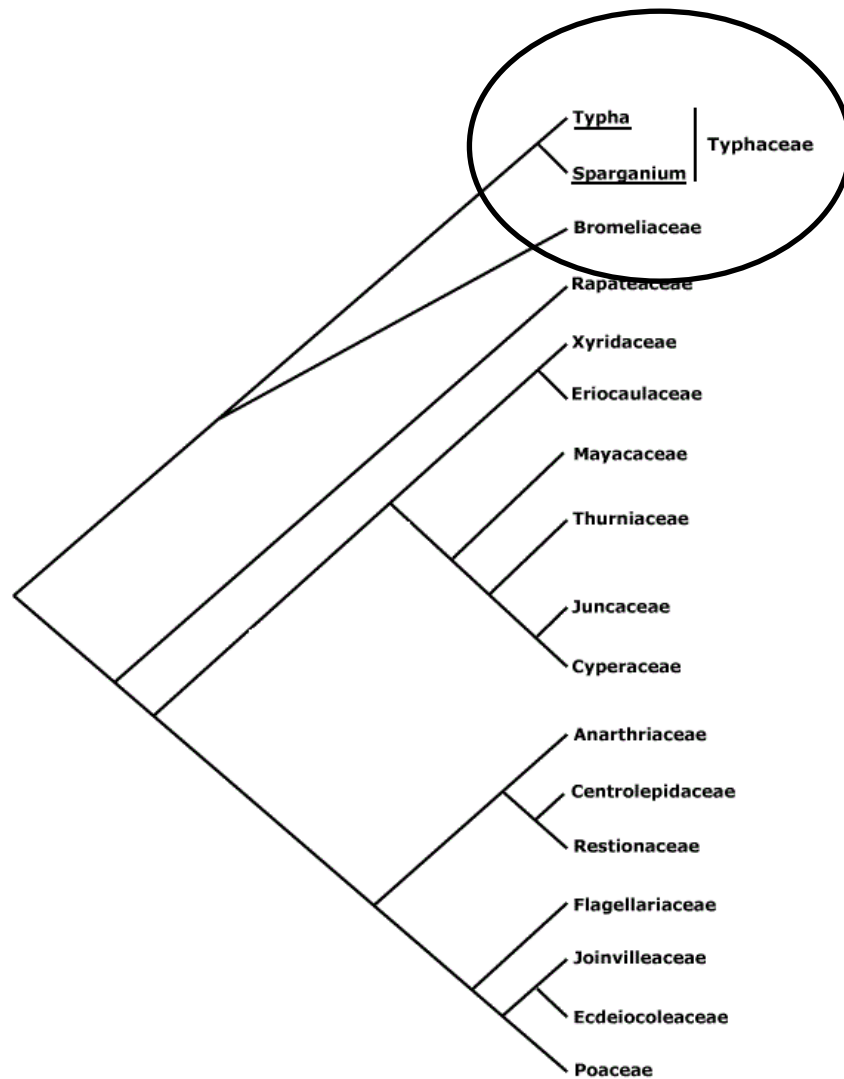 Typha
Typhaceae
Sparganium
Bromeliaceae
Rapateaceae
Xyridaceae
Eriocaulaceae
Mayacaceae
Thurniaceae
Juncaceae
Cyperaceae
Anarthriaceae
Centrolepidaceae
Restionaceae
Flagellariaceae
Joinvilleaceae
Ecdeiocoleaceae
Poaceae